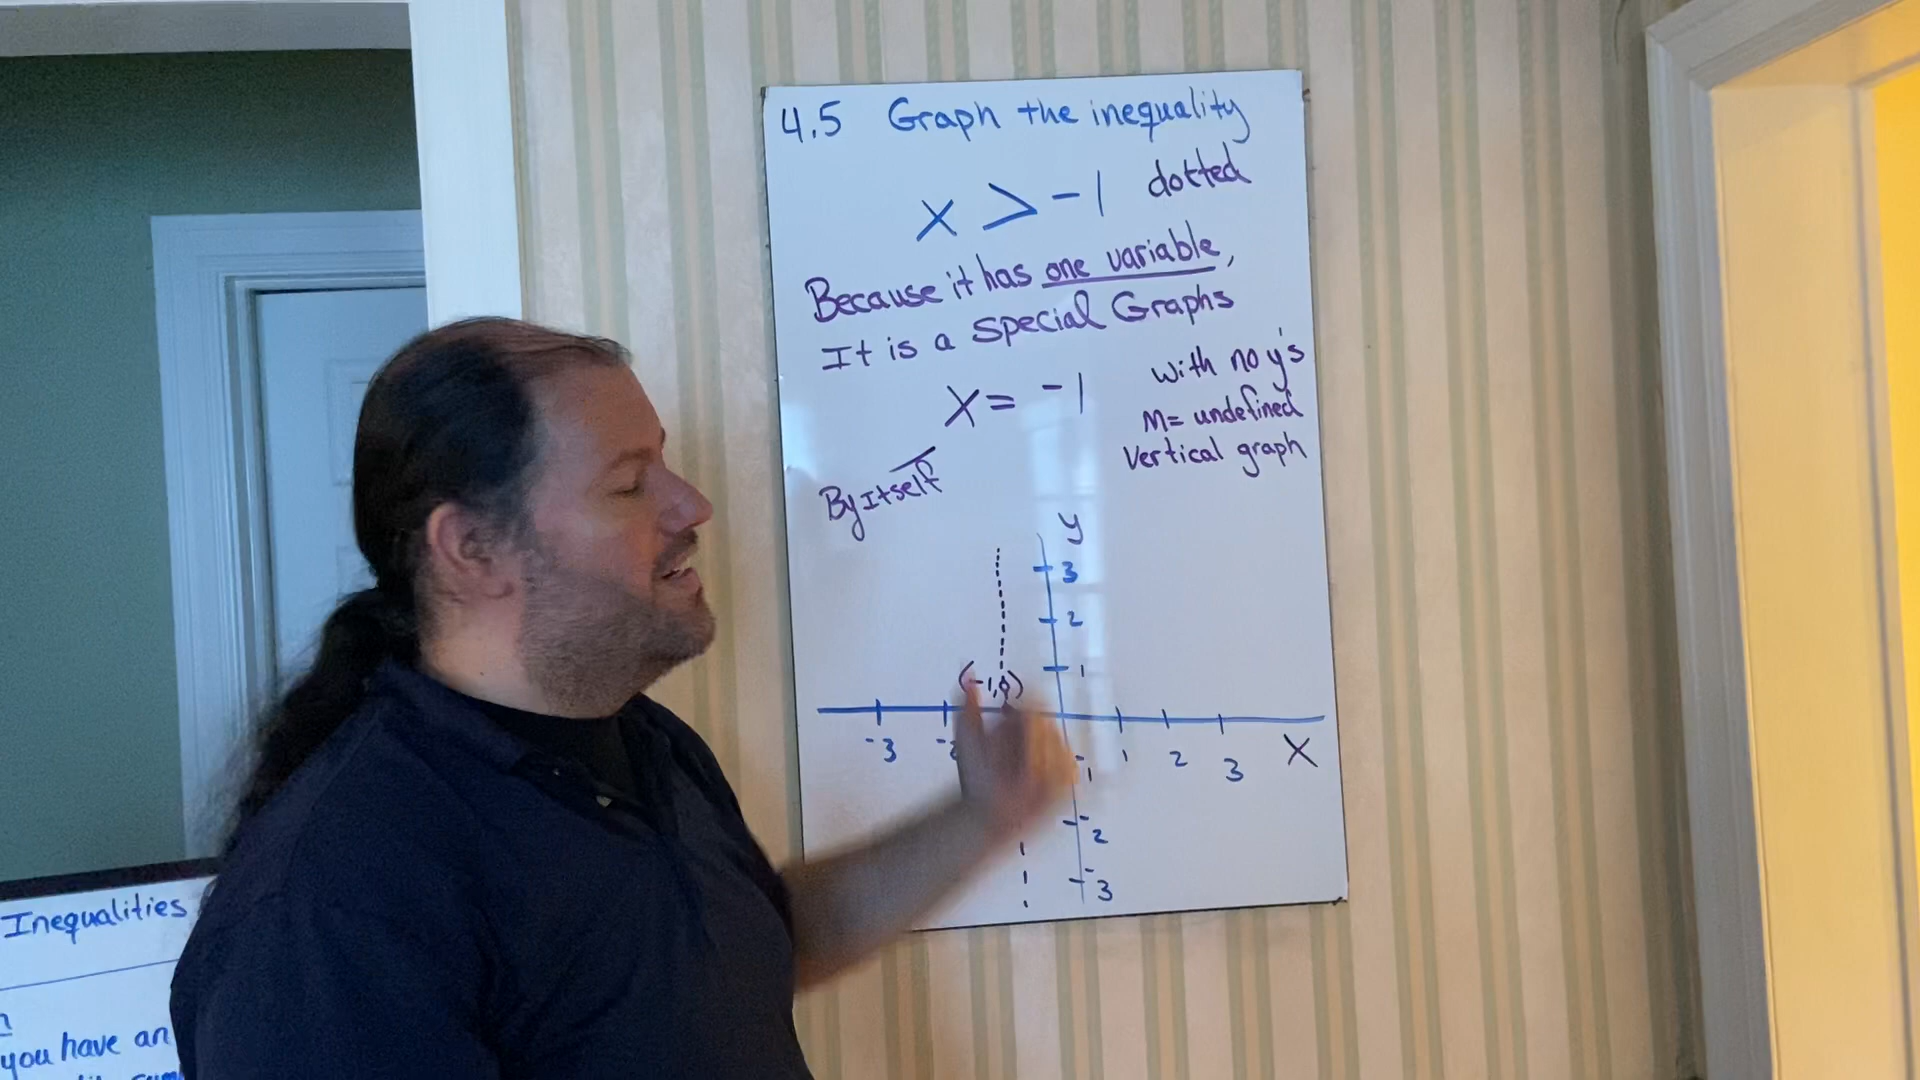 4.5 Graph the inequality
x > -1 dotted
Because it has one variable,
It is a special Graphs
x = -1
with no y's
M = undefined
Vertical graph
By Itself
y
3
2
1
(-1,0)
-3 1 2 3 X
-1
-2
-3
Inequalities
you have an